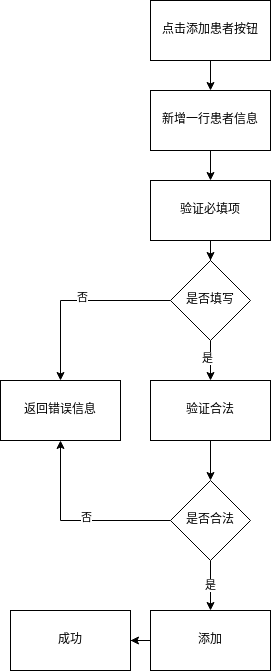 点击添加患者按钮
新增一行患者信息
验证必填项
是否填写
否
是
返回错误信息
验证合法
是否合法
否
是
成功
添加